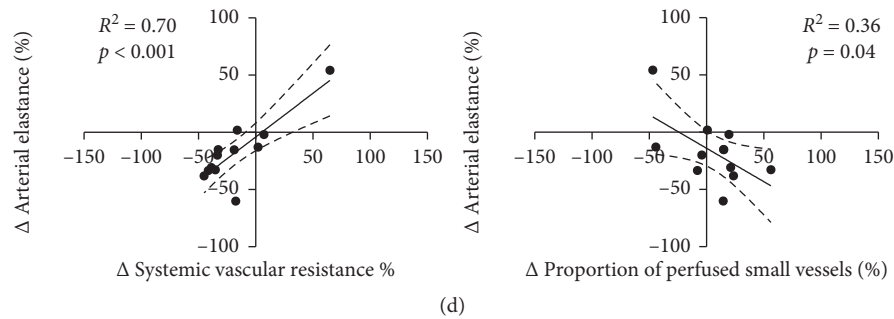 R² = 0.70
p < 0.001
Δ Arterial elastance (%)
100
50
−150
−100
−50
0
50
100
150
−50
−100
Δ Systemic vascular resistance %
R² = 0.36
p = 0.04
Δ Arterial elastance (%)
100
50
−150
−100
−50
0
50
100
150
−50
−100
Δ Proportion of perfused small vessels (%)
(d)